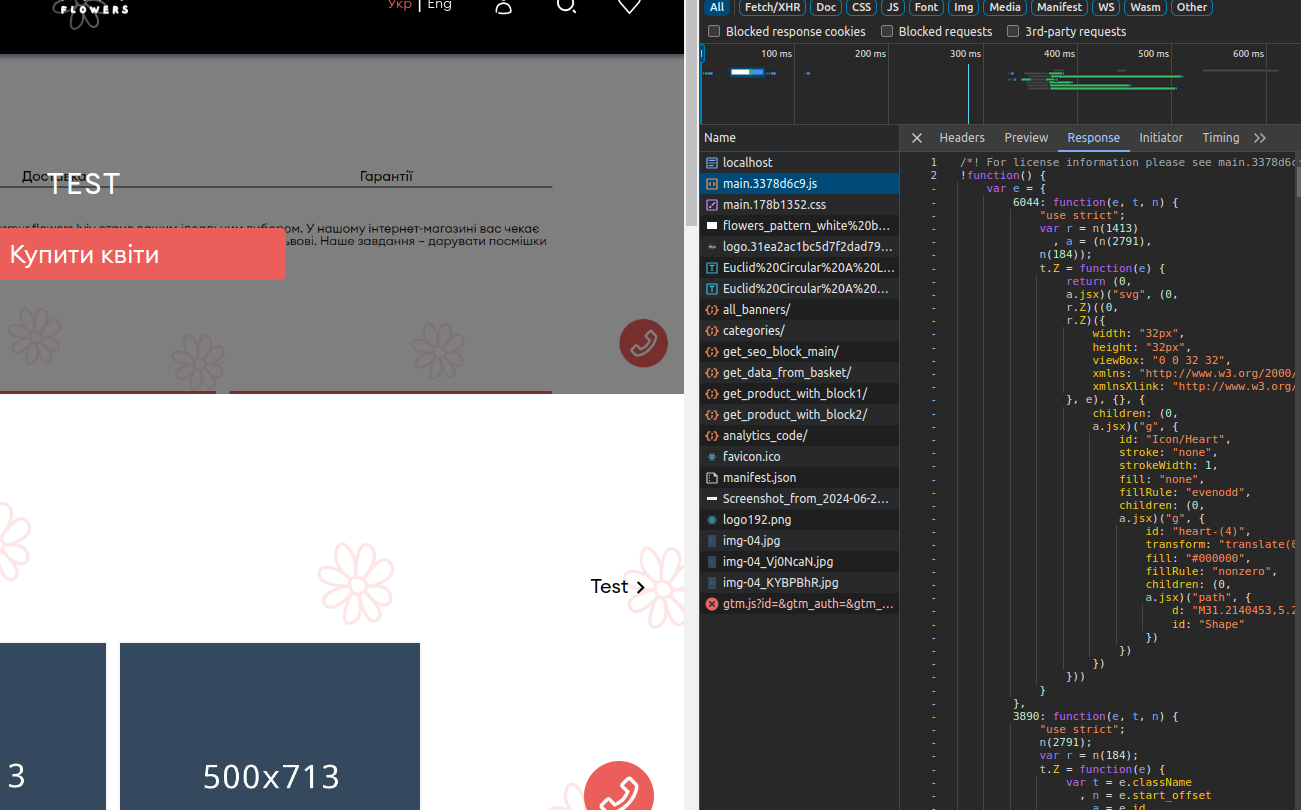 FLOWERS
Укр | Eng
Доставка
TEST
Гарантії
У нашому інтернет-магазині вас чекає
Наше завдання – дарувати посмішки
Купити квіти
Test
3
500x713
All Fetch/XHR Doc CSS JS Font Img Media Manifest WS Wasm Other
Blocked response cookies Blocked requests 3rd-party requests
100 ms 200 ms 300 ms 400 ms 500 ms 600 ms
Name
localhost
main.3378d6c9.js
main.178b1352.css
flowers_pattern_white%20b...
logo.31ea2ac1bc5d7f2dad79...
Euclid%20Circular%20A%20L...
Euclid%20Circular%20A%20...
all_banners/
categories/
get_seo_block_main/
get_data_from_basket/
get_product_with_block1/
get_product_with_block2/
analytics_code/
favicon.ico
manifest.json
Screenshot_from_2024-06-2...
logo192.png
img-04.jpg
img-04_Vj0NcaN.jpg
img-04_KYBPBhR.jpg
gtm.js?id=&gtm_auth=&gtm_...
Headers Preview Response Initiator Timing
1 /*! For license information please see main.3378d6c9
2 !function() {
- var e = {
- 6044: function(e, t, n) {
- "use strict";
- var r = n(1413)
- , a = (n(2791),
- n(184));
- t.Z = function(e) {
- return (0,
- a.jsx)("svg", (0,
- r.Z)((0,
- r.Z)({
- width: "32px",
- height: "32px",
- viewBox: "0 0 32 32",
- xmlns: "http://www.w3.org/2000/
- xmlnsXlink: "http://www.w3.org/
- }, e), {}, {
- children: (0,
- a.jsx)("g", {
- id: "Icon/Heart",
- stroke: "none",
- strokeWidth: 1,
- fill: "none",
- fillRule: "evenodd",
- children: (0,
- a.jsx)("g", {
- id: "heart-(4)",
- transform: "translate(0
- fill: "#000000",
- fillRule: "nonzero",
- children: (0,
- a.jsx)("path", {
- d: "M31.2140453,5.2
- id: "Shape"
- })
- })
- })
- }))
- }
- },
- 3890: function(e, t, n) {
- "use strict";
- n(2791);
- var r = n(184);
- t.Z = function(e) {
- var t = e.className
- , n = e.start_offset
- , a = e.id